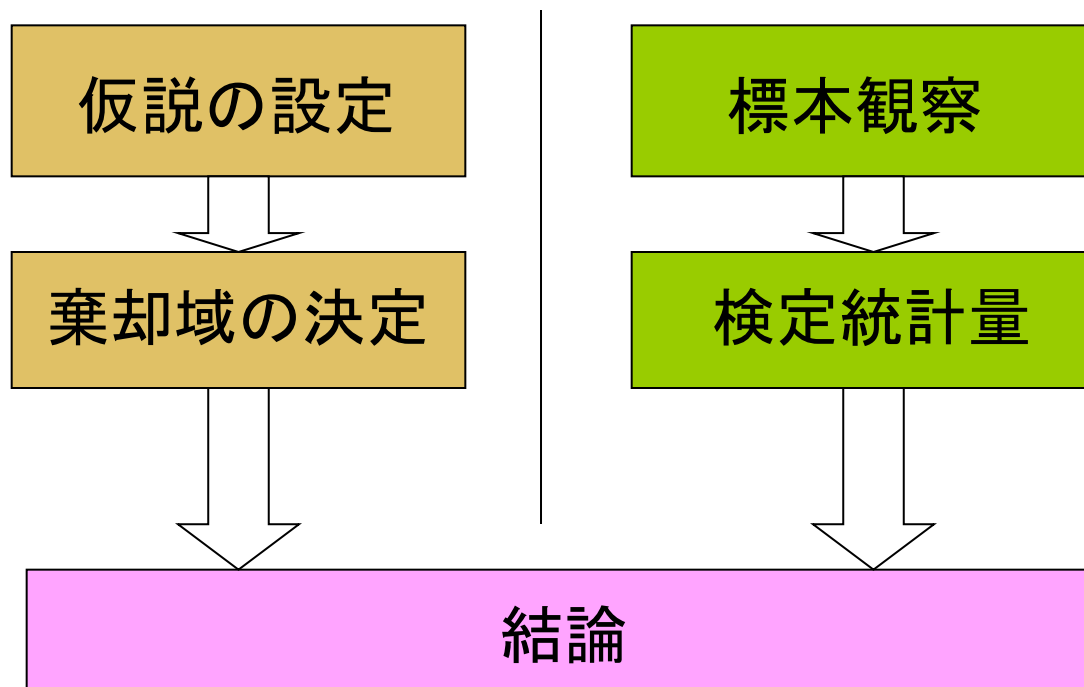 仮説の設定
棄却域の決定
標本観察
検定統計量
結論